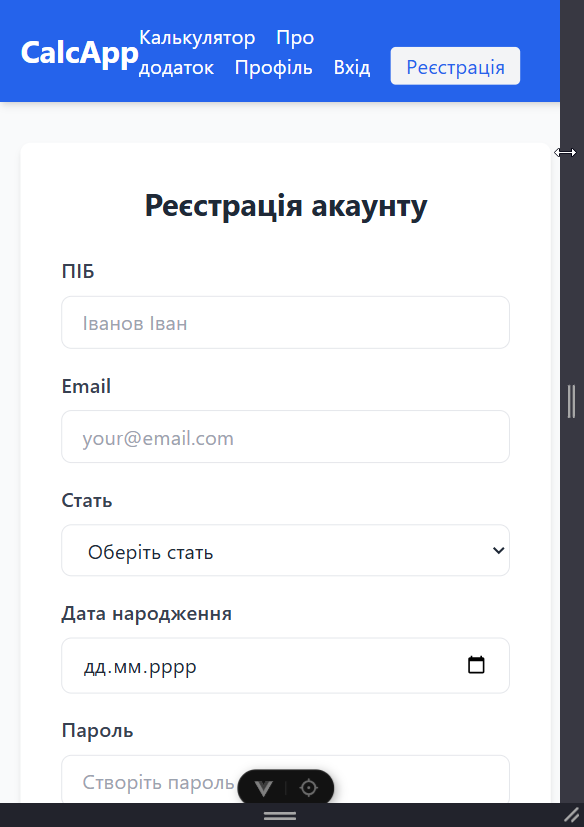 CalcApp
Калькулятор Про
додаток Профіль Вхід Реєстрація
Реєстрація акаунту
ПІБ
Іванов Іван
Email
your@email.com
Стать
Оберіть стать
Дата народження
дд.мм.рррр
Пароль
Створіть пароль